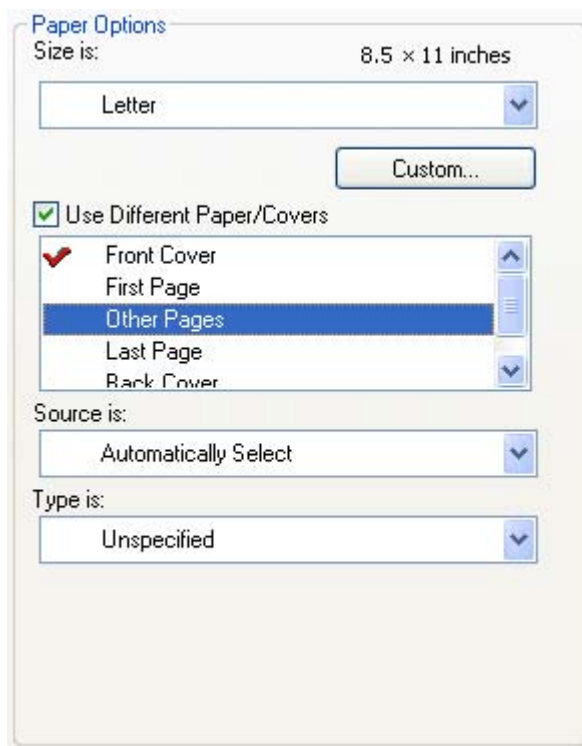 Paper Options
Size is: 8.5 × 11 inches
Letter
Custom...
Use Different Paper/Covers
Front Cover
First Page
Other Pages
Last Page
Back Cover
Source is:
Automatically Select
Type is:
Unspecified